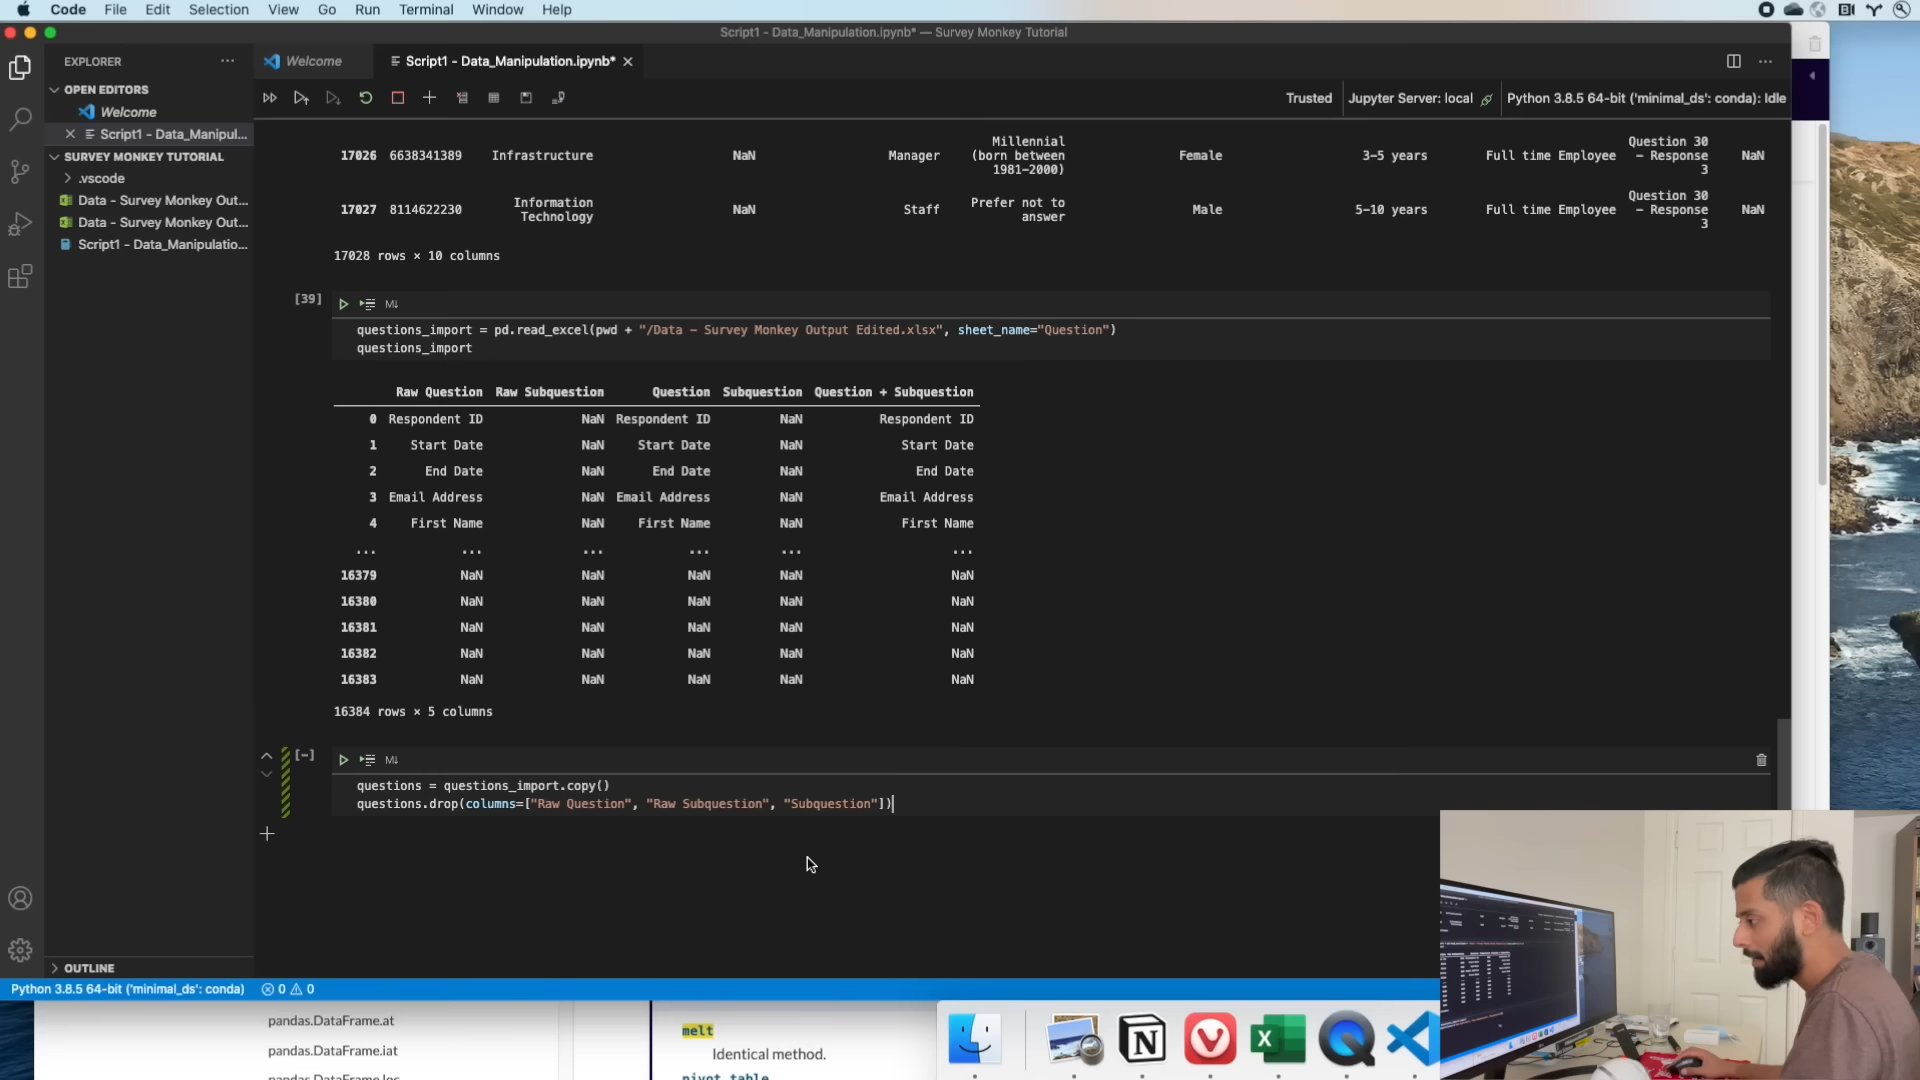 Code File Edit Selection View Go Run Terminal Window Help
Script1 - Data_Manipulation.ipynb* — Survey Monkey Tutorial
EXPLORER
Welcome
Script1 - Data_Manipulation.ipynb*
OPEN EDITORS
Welcome
Script1 - Data_Manipul...
SURVEY MONKEY TUTORIAL
.vscode
Data - Survey Monkey Out...
Data - Survey Monkey Out...
Script1 - Data_Manipulatio...
OUTLINE
Trusted Jupyter Server: local Python 3.8.5 64-bit ('minimal_ds': conda): Idle
17026 6638341389 Infrastructure NaN Manager Millennial (born between 1981-2000) Female 3-5 years Full time Employee Question 30 - Response 3 NaN
17027 8114622230 Information Technology NaN Staff Prefer not to answer Male 5-10 years Full time Employee Question 30 - Response 3 NaN
17028 rows × 10 columns
[39]
M↓
questions_import = pd.read_excel(pwd + "/Data - Survey Monkey Output Edited.xlsx", sheet_name="Question")
questions_import
Raw Question Raw Subquestion Question Subquestion Question + Subquestion
0 Respondent ID NaN Respondent ID NaN Respondent ID
1 Start Date NaN Start Date NaN Start Date
2 End Date NaN End Date NaN End Date
3 Email Address NaN Email Address NaN Email Address
4 First Name NaN First Name NaN First Name
... ... ... ... ... ...
16379 NaN NaN NaN NaN NaN
16380 NaN NaN NaN NaN NaN
16381 NaN NaN NaN NaN NaN
16382 NaN NaN NaN NaN NaN
16383 NaN NaN NaN NaN NaN
16384 rows × 5 columns
[-]
M↓
questions = questions_import.copy()
questions.drop(columns=["Raw Question", "Raw Subquestion", "Subquestion"])
Python 3.8.5 64-bit ('minimal_ds': conda) 0 0
pandas.DataFrame.at
pandas.DataFrame.iat
pandas.DataFrame.loc
melt
Identical method.
pivot_table